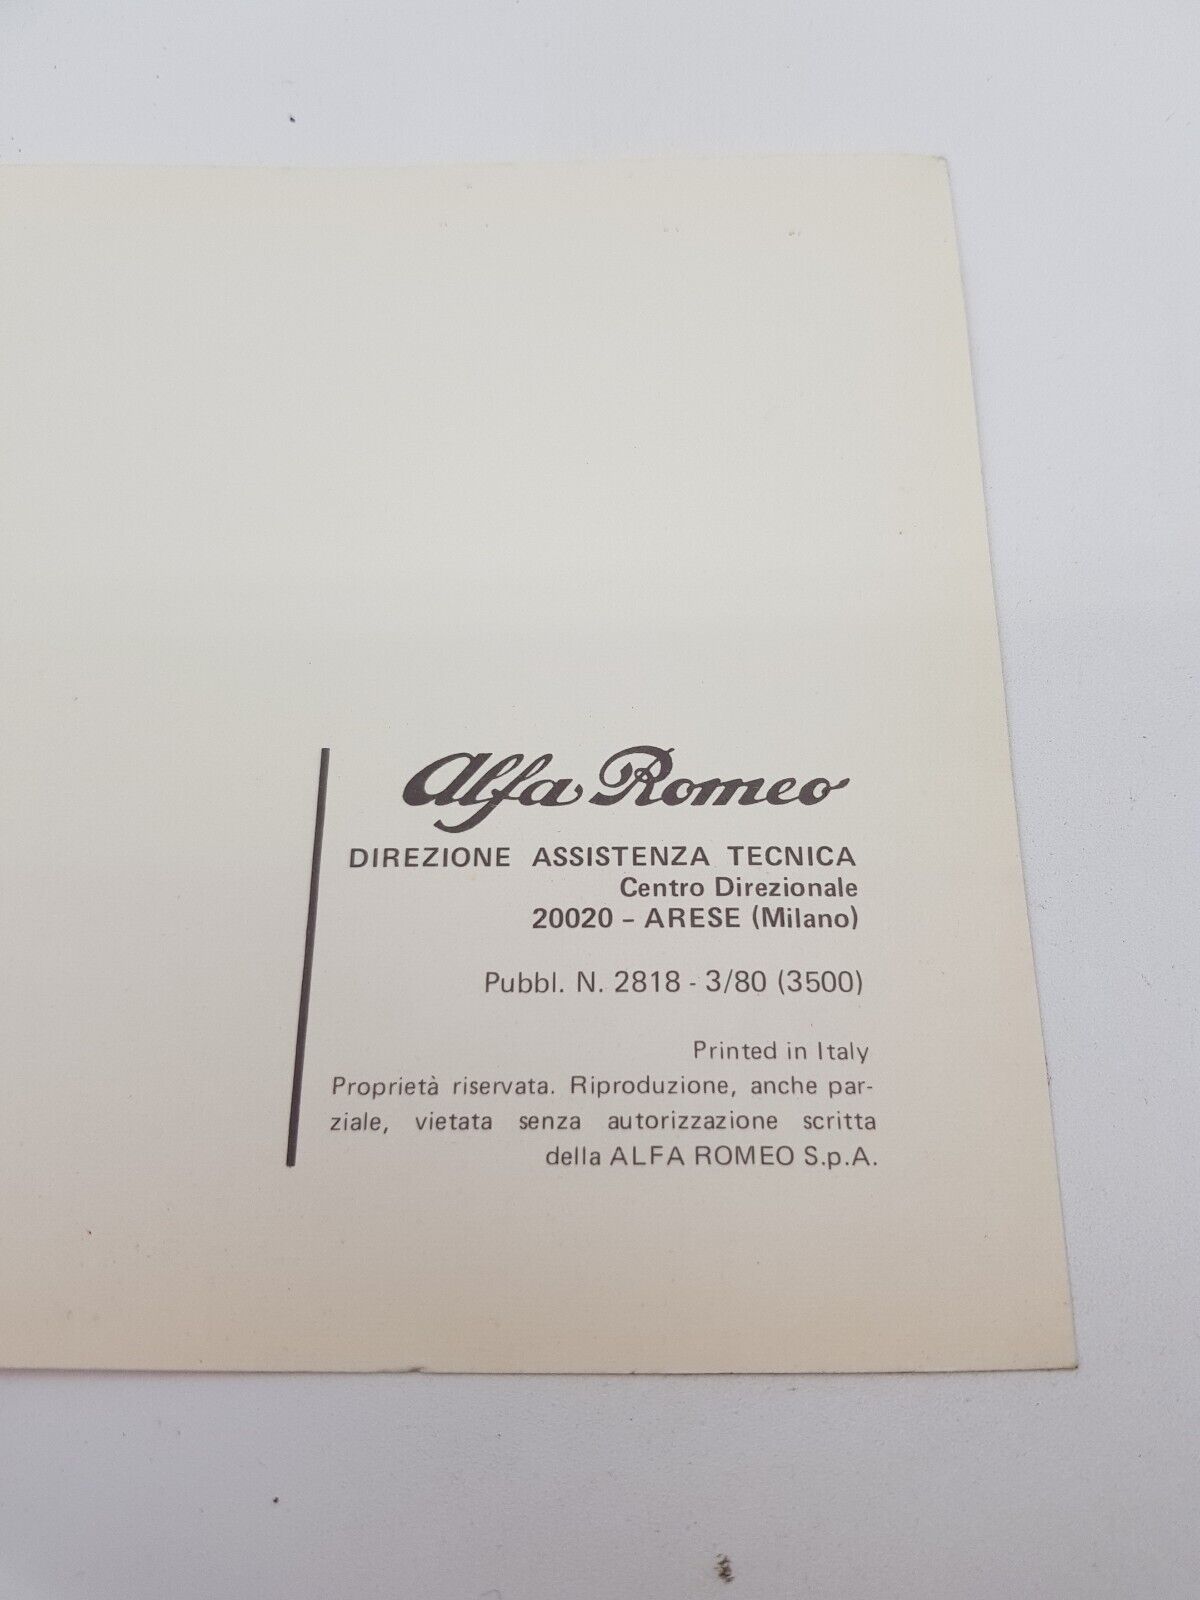 Alfa Romeo
DIREZIONE ASSISTENZA TECNICA
Centro Direzionale
20020 - ARESE (Milano)
Pubbl. N. 2818 - 3/80 (3500)
Printed in Italy
Proprietà riservata. Riproduzione, anche par-
ziale, vietata senza autorizzazione scritta
della ALFA ROMEO S.p.A.